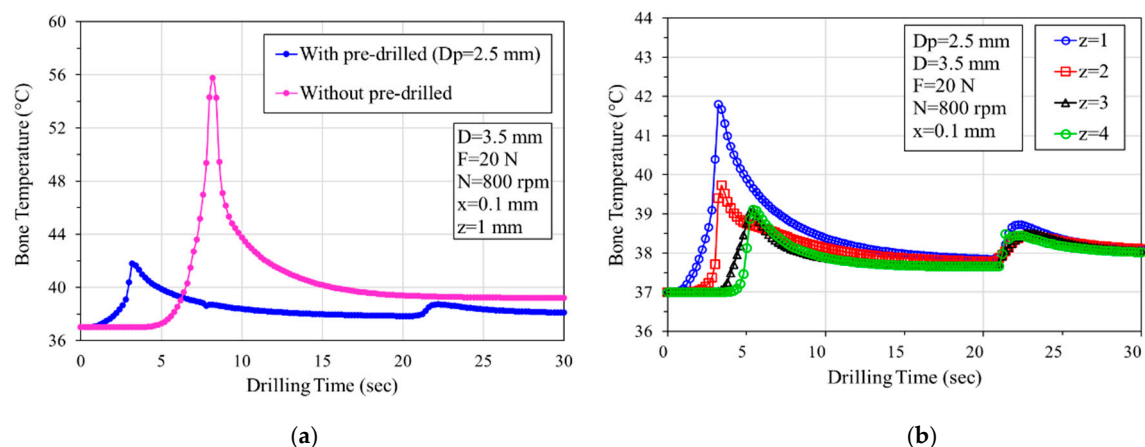 60
56
52
48
44
40
36
Bone Temperature (°C)
With pre-drilled (Dp=2.5 mm)
Without pre-drilled
D=3.5 mm
F=20 N
N=800 rpm
x=0.1 mm
z=1 mm
0 5 10 15 20 25 30
Drilling Time (sec)
(a)
44
43
42
41
40
39
38
37
36
Bone Temperature (°C)
Dp=2.5 mm
D=3.5 mm
F=20 N
N=800 rpm
x=0.1 mm
z=1
z=2
z=3
z=4
0 5 10 15 20 25 30
Drilling Time (sec)
(b)